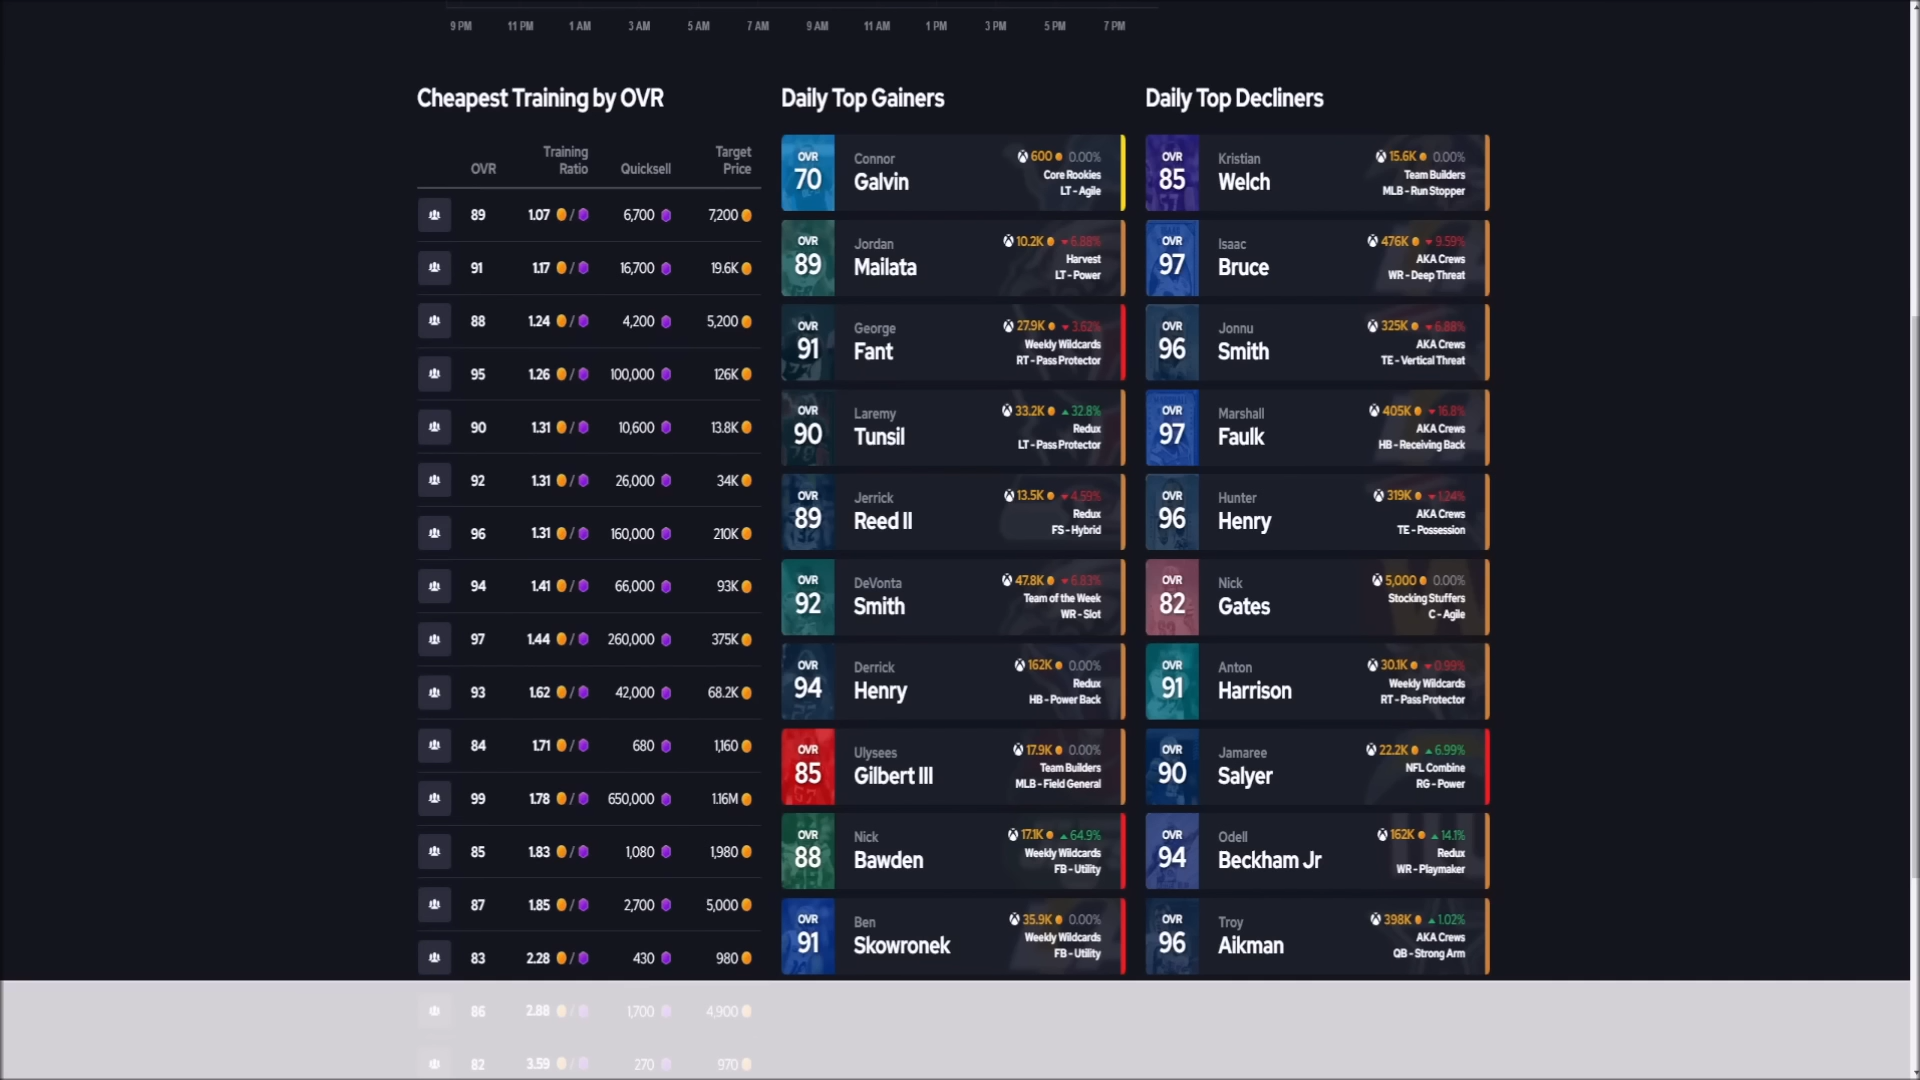 9 PM 11 PM 1 AM 3 AM 5 AM 7 AM 9 AM 11 AM 1 PM 3 PM 5 PM 7 PM
Cheapest Training by OVR
OVR Training Ratio Quicksell Target Price
89 1.07 / 6,700 7,200
91 1.17 / 16,700 19.6K
88 1.24 / 4,200 5,200
95 1.26 / 100,000 126K
90 1.31 / 10,600 13.8K
92 1.31 / 26,000 34K
96 1.31 / 160,000 210K
94 1.41 / 66,000 93K
97 1.44 / 260,000 375K
93 1.62 / 42,000 68.2K
84 1.71 / 680 1,160
99 1.78 / 650,000 1.16M
85 1.83 / 1,080 1,980
87 1.85 / 2,700 5,000
83 2.28 / 430 980
86 2.88 / 1,700 4,900
82 3.59 / 270 970
Daily Top Gainers
OVR 70
Connor
Galvin
600 0.00%
Core Rookies
LT - Agile
OVR 89
Jordan
Mailata
10.2K 6.88%
Harvest
LT - Power
OVR 91
George
Fant
27.9K 3.62%
Weekly Wildcards
RT - Pass Protector
OVR 90
Laremy
Tunsil
33.2K 32.8%
Redux
LT - Pass Protector
OVR 89
Jerrick
Reed II
13.5K 4.59%
Redux
FS - Hybrid
OVR 92
DeVonta
Smith
47.8K 6.83%
Team of the Week
WR - Slot
OVR 94
Derrick
Henry
162K 0.00%
Redux
HB - Power Back
OVR 85
Ulysees
Gilbert III
17.9K 0.00%
Team Builders
MLB - Field General
OVR 88
Nick
Bawden
17.1K 64.9%
Weekly Wildcards
FB - Utility
OVR 91
Ben
Skowronek
35.9K 0.00%
Weekly Wildcards
FB - Utility
Daily Top Decliners
OVR 85
Kristian
Welch
15.6K 0.00%
Team Builders
MLB - Run Stopper
OVR 97
Isaac
Bruce
476K 9.59%
AKA Crews
WR - Deep Threat
OVR 96
Jonnu
Smith
325K 6.88%
AKA Crews
TE - Vertical Threat
OVR 97
Marshall
Faulk
405K 16.8%
AKA Crews
HB - Receiving Back
OVR 96
Hunter
Henry
319K 1.24%
AKA Crews
TE - Possession
OVR 82
Nick
Gates
5,000 0.00%
Stocking Stuffers
C - Agile
OVR 91
Anton
Harrison
30.1K 0.99%
Weekly Wildcards
RT - Pass Protector
OVR 90
Jamaree
Salyer
22.2K 6.99%
NFL Combine
RG - Power
OVR 94
Odell
Beckham Jr
162K 14.1%
Redux
WR - Playmaker
OVR 96
Troy
Aikman
398K 1.02%
AKA Crews
QB - Strong Arm